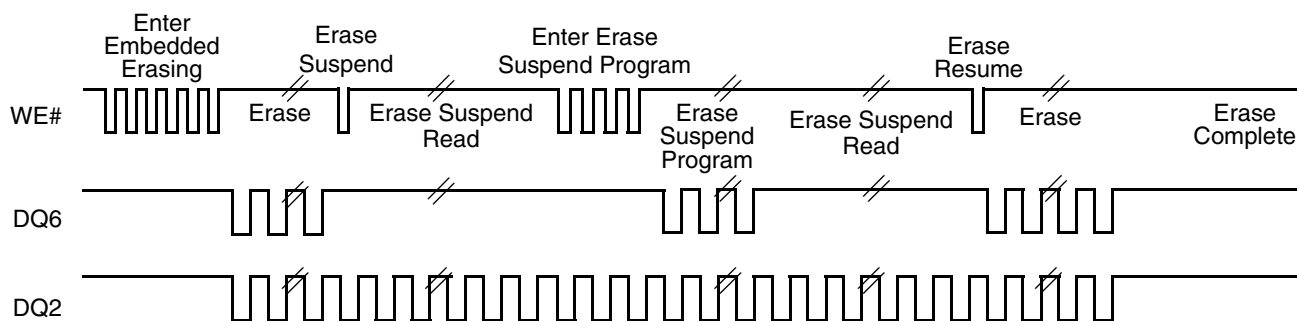 Enter
Embedded
Erasing
Erase
Suspend
Enter Erase
Suspend Program
Erase
Resume
WE#
Erase
Erase Suspend
Read
Erase
Suspend
Program
Erase Suspend
Read
Erase
Erase
Complete
DQ6
DQ2